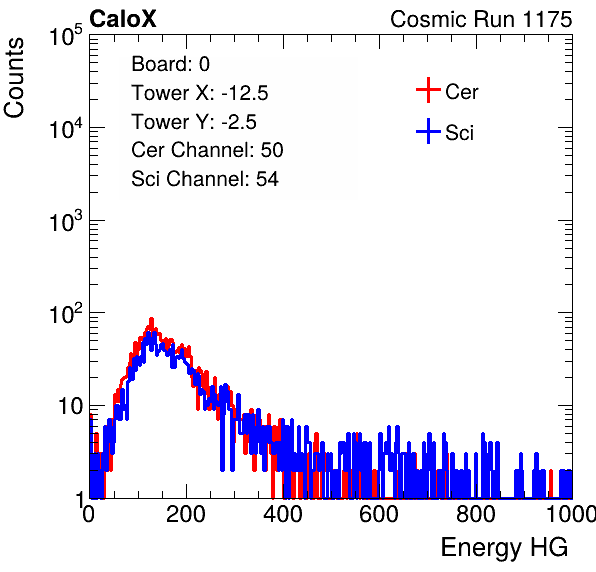 CaloX Cosmic Run 1175
Board: 0
Tower X: -12.5
Tower Y: -2.5
Cer Channel: 50
Sci Channel: 54
Cer
Sci
Counts
10^5
10^4
10^3
10^2
10
1
0 200 400 600 800 1000
Energy HG